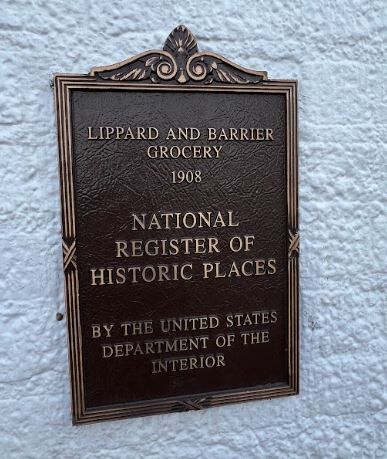 LIPPARD AND BARRIER
GROCERY
1908
NATIONAL
REGISTER OF
HISTORIC PLACES
BY THE UNITED STATES
DEPARTMENT OF THE
INTERIOR